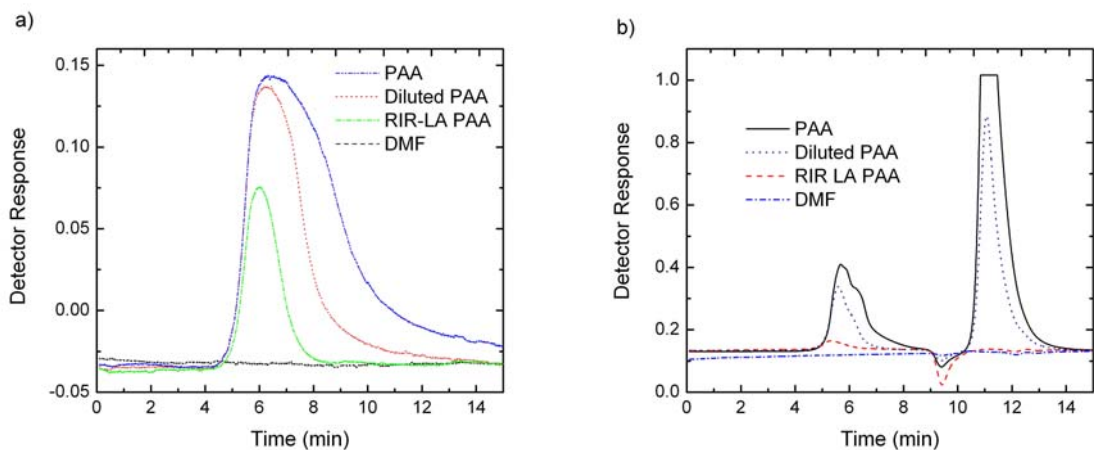 a)
Detector Response
0.15
0.10
0.05
0.00
-0.05
PAA
Diluted PAA
RIR-LA PAA
DMF
0 2 4 6 8 10 12 14
Time (min)
b)
Detector Response
1.0
0.8
0.6
0.4
0.2
0.0
PAA
Diluted PAA
RIR LA PAA
DMF
0 2 4 6 8 10 12 14
Time (min)